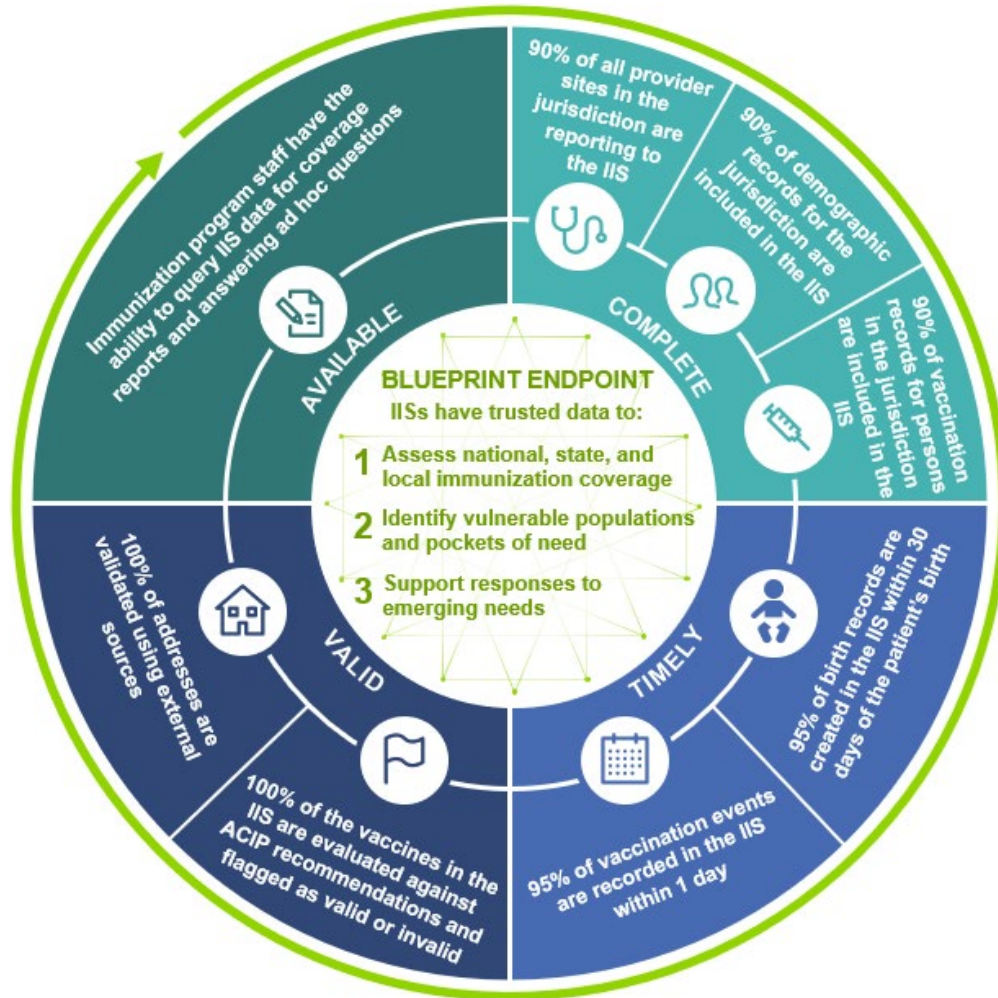 90% of all provider
sites in the
jurisdiction are
reporting to
the IIS
90% of demographic
records for the
jurisdiction are
included in the IIS
90% of vaccination
records for persons
in the jurisdiction
are included in the
IIS
COMPLETE
95% of birth records are
created in the IIS within 30
days of the patient's birth
95% of vaccination events
are recorded in the IIS
within 1 day
TIMELY
100% of the vaccines in the
IIS are evaluated against
ACIP recommendations and
flagged as valid or invalid
100% of addresses are
validated using external
sources
VALID
Immunization program staff have the
ability to query IIS data for coverage
reports and answering ad hoc questions
AVAILABLE
BLUEPRINT ENDPOINT
IISs have trusted data to:
1 Assess national, state, and
local immunization coverage
2 Identify vulnerable populations
and pockets of need
3 Support responses to
emerging needs